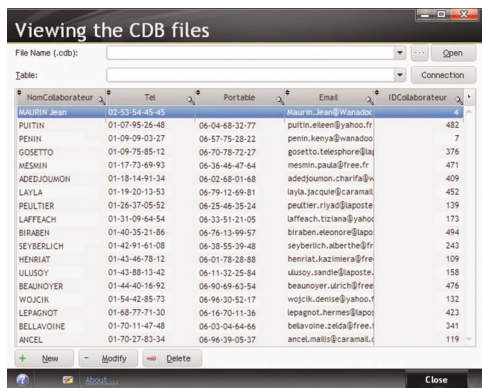 Viewing the CDB files
File Name (.cdb): ... Open
Table: Connection
NomCollaborateur Tel Portable Email IDCollaborateur
MAURIN Jean 02-53-54-45-45 Maurin.Jean@Wanadoo 4
PUITIN 01-07-95-26-48 06-04-68-32-77 puitin.eileen@yahoo.fr 482
PENIN 01-09-09-03-27 06-57-75-28-22 penin.kenya@wanadoo 7
GOSETTO 01-09-75-85-12 06-70-78-72-27 gosetto.telesphore@la 376
MESMIN 01-17-73-69-93 06-36-46-47-64 mesmin.paula@free.fr 471
ADEDJOUMON 01-18-14-91-34 06-02-68-01-68 adedjoumon.charifa@w 409
LAYLA 01-19-20-13-53 06-79-12-69-81 layla.jacquie@caramail 452
PEULTIER 01-26-37-05-52 06-25-46-35-24 peultier.riyad@laposte 139
LAFFEACH 01-31-09-64-54 06-33-51-21-05 laffeach.tiziana@yahoo 173
BIRABEN 01-40-35-21-86 06-76-13-99-57 biraben.eleonore@lapo 494
SEYBERLICH 01-42-91-61-08 06-38-55-39-48 seyberlich.alberthe@fr 243
HENRIAT 01-43-46-78-12 06-01-78-28-88 henriat.kazimiera@free 109
ULUSOY 01-43-88-13-42 06-11-32-25-84 ulusoy.sandie@laposte. 158
BEAUNOYER 01-44-40-16-92 06-90-69-63-54 beaunoyer.ulrich@free 476
WOJCIK 01-54-42-85-73 06-96-30-52-17 wojcik.denise@yahoo.f 132
LEPAGNOT 01-68-77-71-30 06-16-70-11-36 lepagnot.hermes@lapos 423
BELLAVOINE 01-70-11-47-48 06-03-04-64-66 bellavoine.zelda@free.f 341
ANCEL 01-70-27-83-34 06-96-39-05-37 ancel.mailis@caramail.c 119
New Modify Delete
About... Close